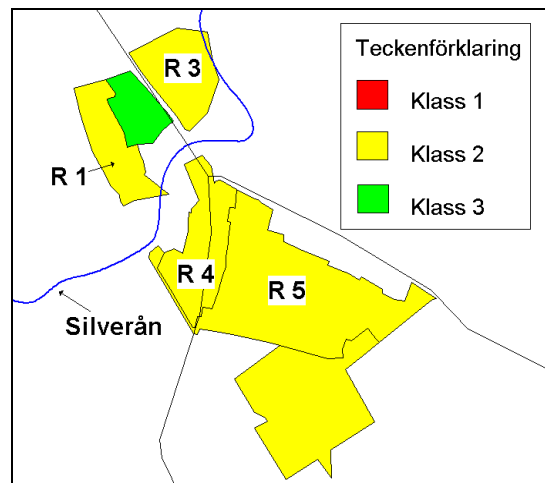 Teckenförklaring
Klass 1
Klass 2
Klass 3
R 3
R 1
R 4
R 5
Silverån